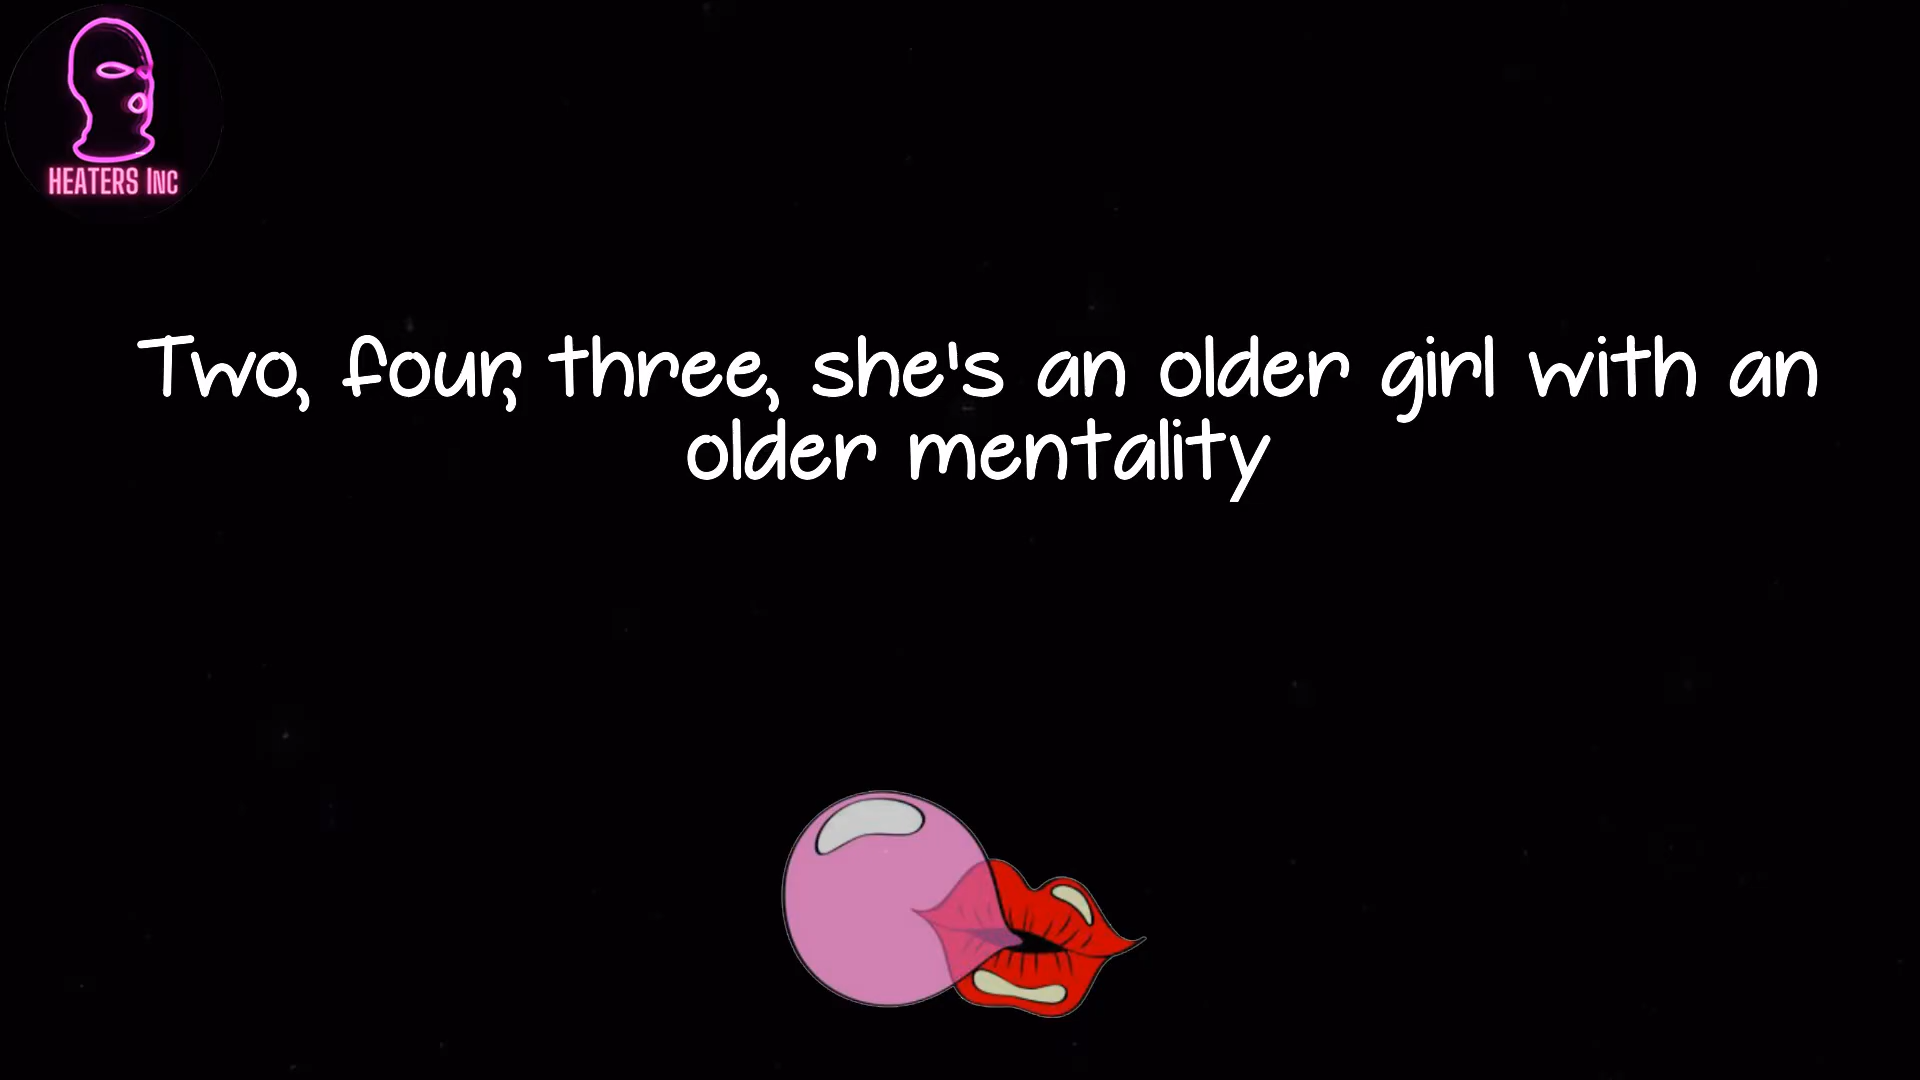 HEATERS INC
Two, four, three, she's an older girl with an
older mentality